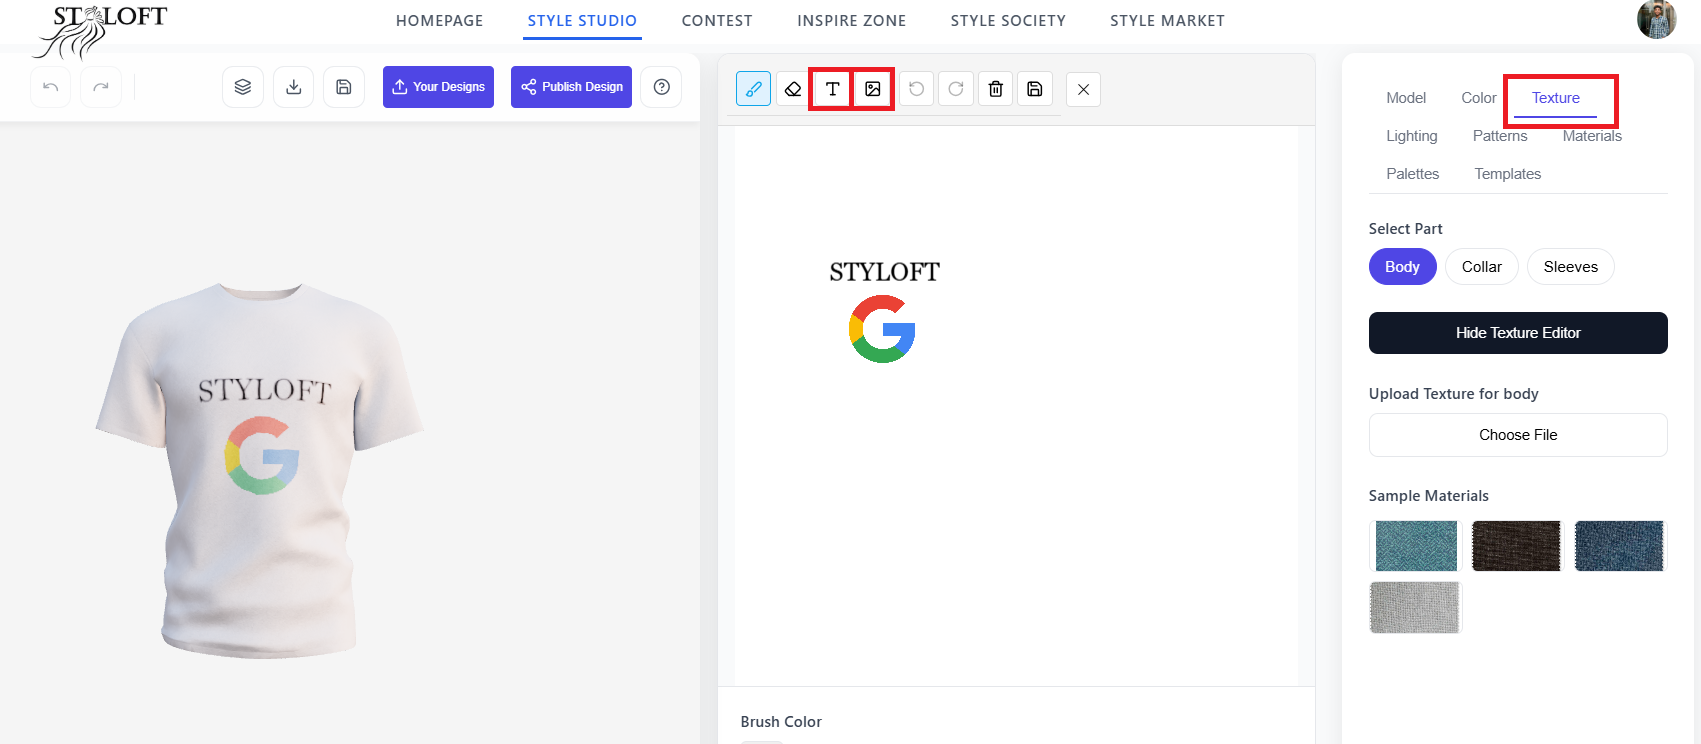 STYLOFT
HOMEPAGE
STYLE STUDIO
CONTEST
INSPIRE ZONE
STYLE SOCIETY
STYLE MARKET
Your Designs
Publish Design
T
Model
Color
Texture
Lighting
Patterns
Materials
Palettes
Templates
STYLOFT
G
STYLOFT
G
Select Part
Body
Collar
Sleeves
Hide Texture Editor
Upload Texture for body
Choose File
Sample Materials
Brush Color